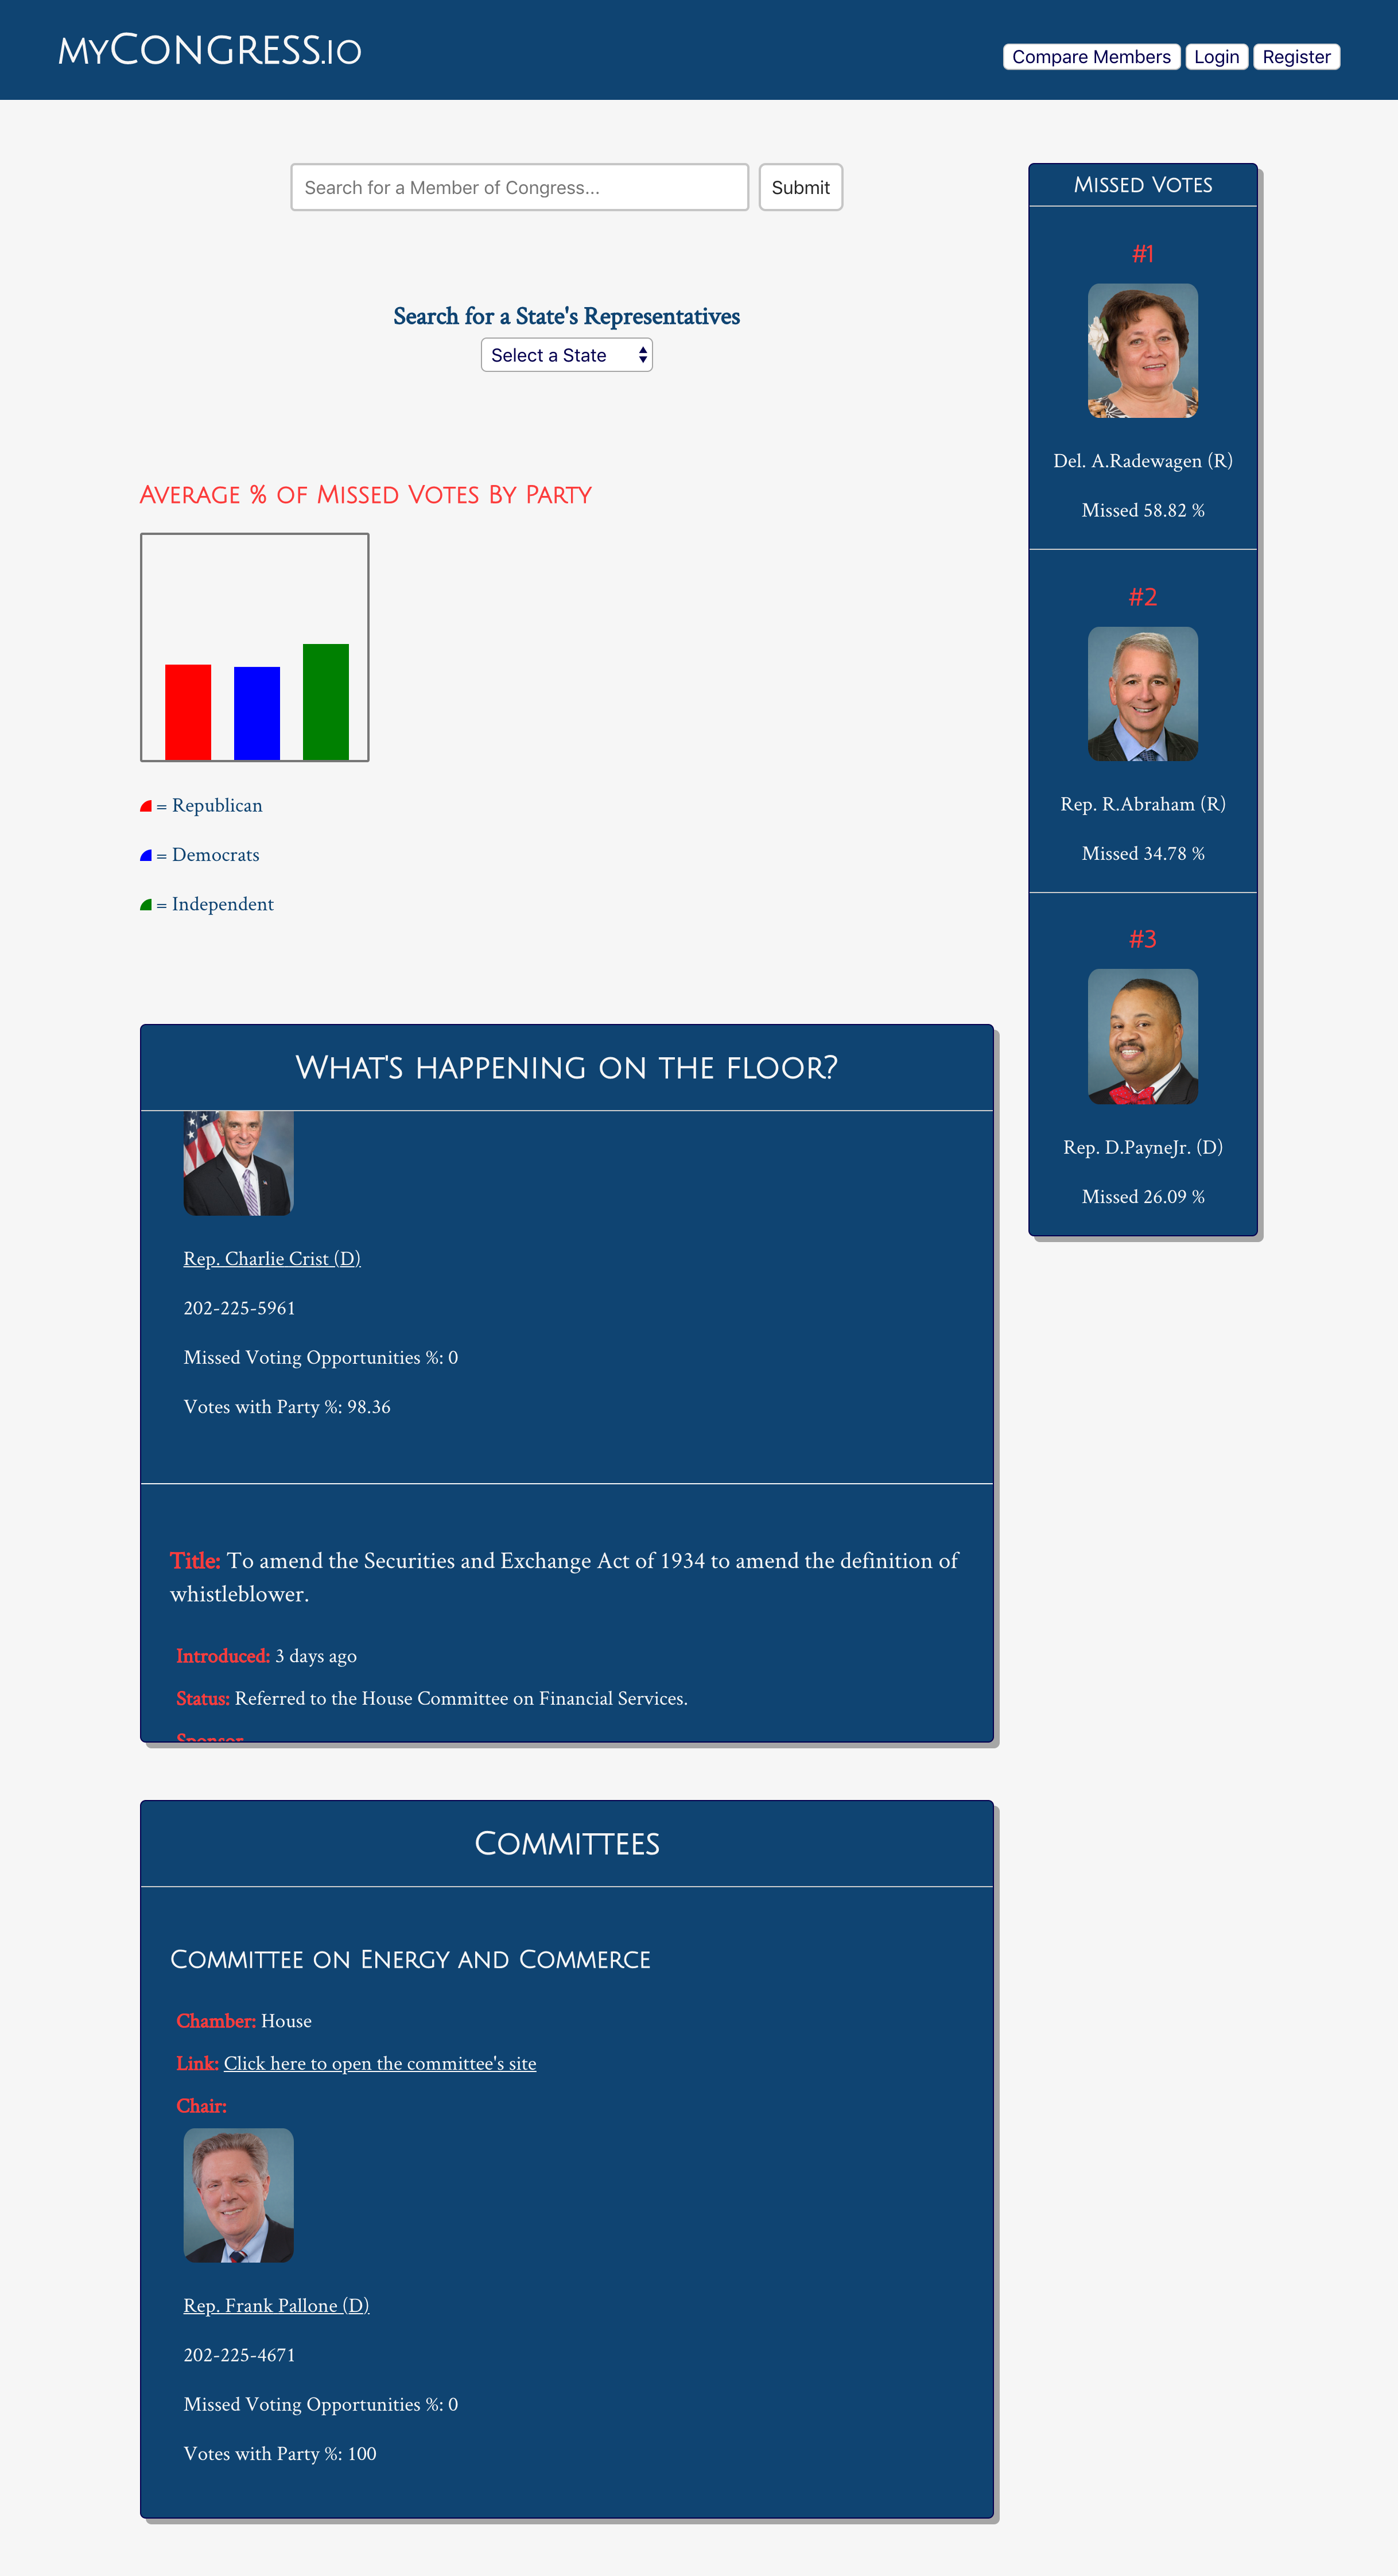 MYCONGRESS.IO
Compare Members Login Register
Search for a Member of Congress...
Submit
Search for a State's Representatives
Select a State
AVERAGE % OF MISSED VOTES BY PARTY
= Republican
= Democrats
= Independent
MISSED VOTES
#1
Del. A.Radewagen (R)
Missed 58.82 %
#2
Rep. R.Abraham (R)
Missed 34.78 %
#3
Rep. D.PayneJr. (D)
Missed 26.09 %
WHAT'S HAPPENING ON THE FLOOR?
Rep. Charlie Crist (D)
202-225-5961
Missed Voting Opportunities %: 0
Votes with Party %: 98.36
Title: To amend the Securities and Exchange Act of 1934 to amend the definition of
whistleblower.
Introduced: 3 days ago
Status: Referred to the House Committee on Financial Services.
Sponsor
COMMITTEES
COMMITTEE ON ENERGY AND COMMERCE
Chamber: House
Link: Click here to open the committee's site
Chair:
Rep. Frank Pallone (D)
202-225-4671
Missed Voting Opportunities %: 0
Votes with Party %: 100